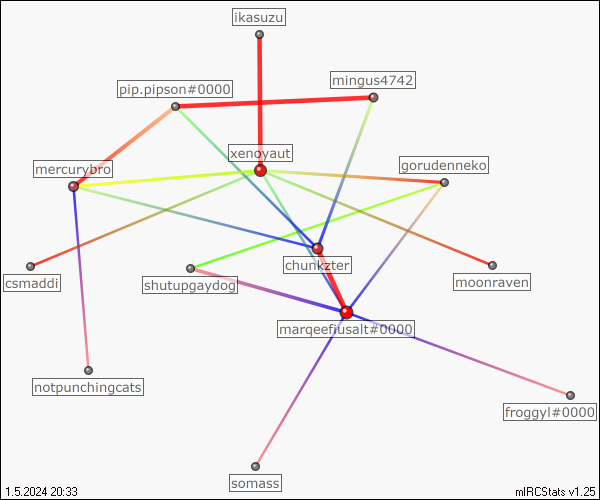 ikasuzu
mingus4742
pip.pipson#0000
xenoyaut
gorudenneko
mercurybro
chunkzter
csmaddi
shutupgaydog
moonraven
marqeefiusalt#0000
notpunchingcats
froggyl#0000
somass
1.5.2024 20:33
mIRCStats v1.25